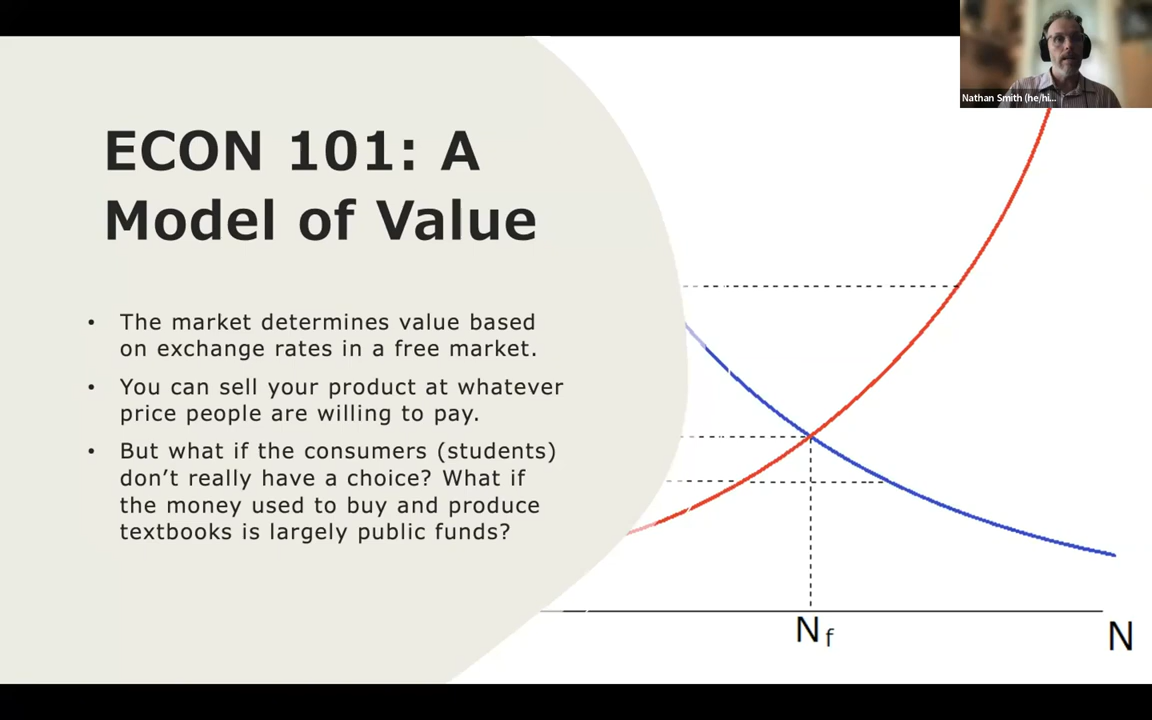 ECON 101: A
Model of Value
• The market determines value based
on exchange rates in a free market.
• You can sell your product at whatever
price people are willing to pay.
• But what if the consumers (students)
don’t really have a choice? What if
the money used to buy and produce
textbooks is largely public funds?
Nathan Smith (he/hi...
N f
N